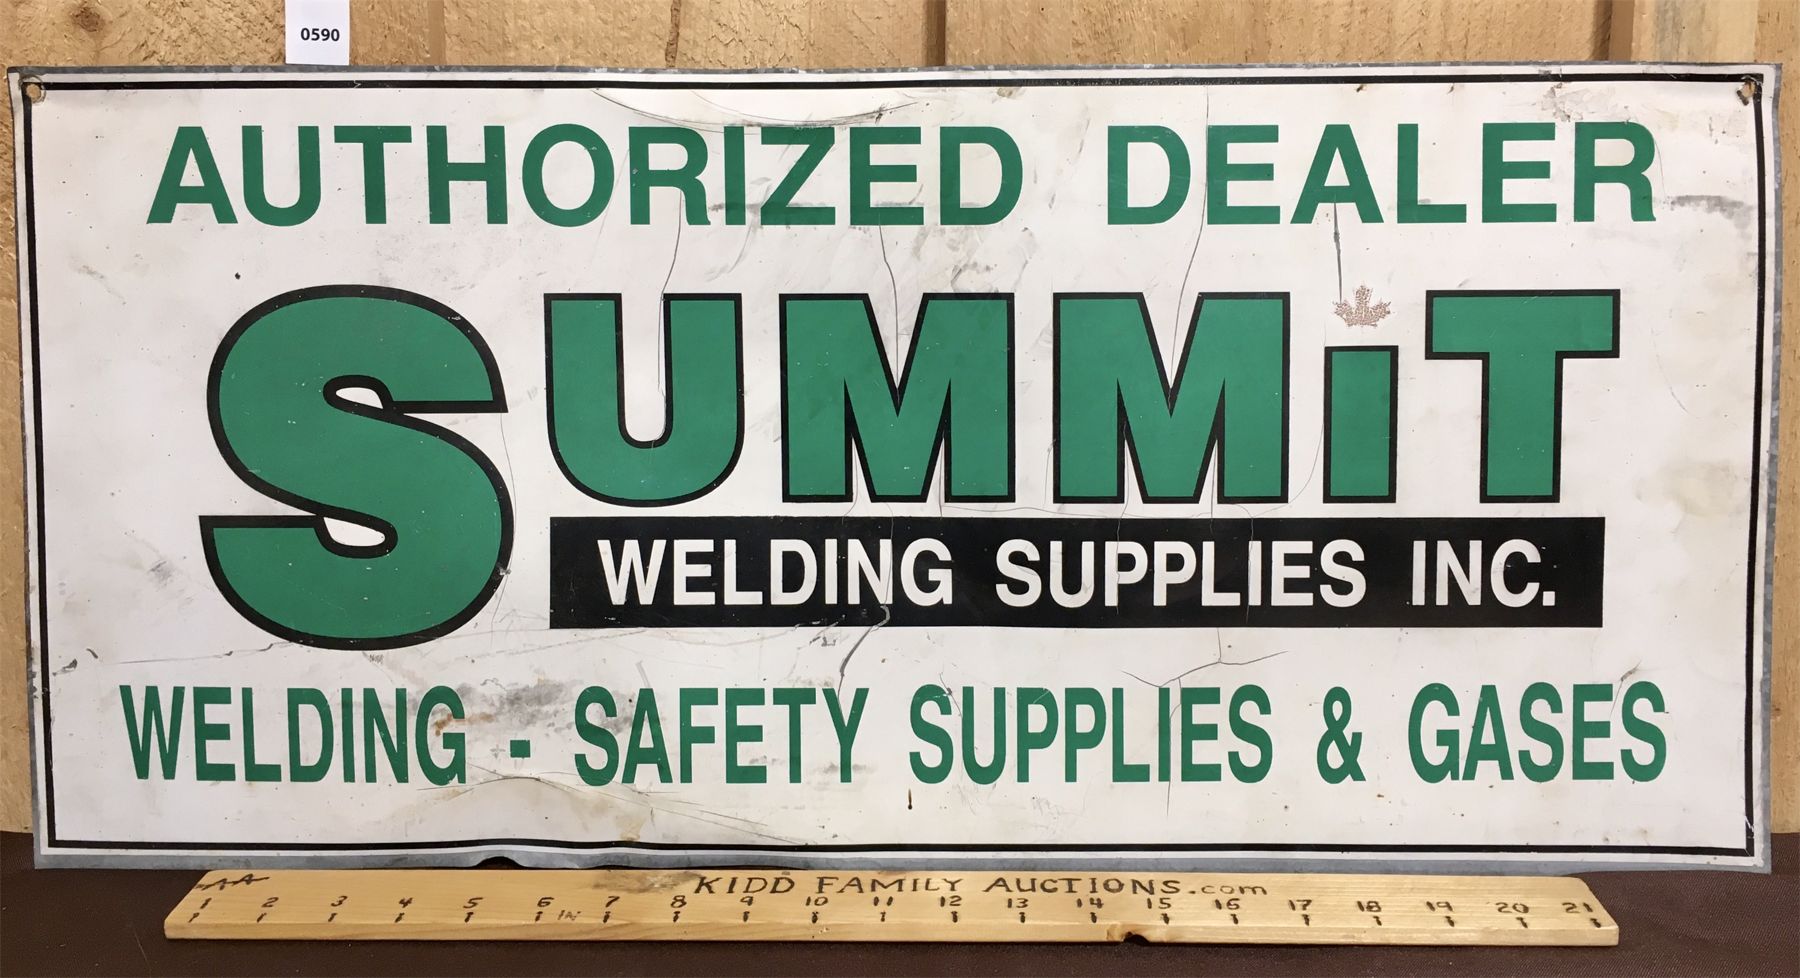 0590
AUTHORIZED DEALER
SUMMiT
WELDING SUPPLIES INC.
WELDING - SAFETY SUPPLIES & GASES
KIDD FAMILY AUCTIONS.com
1 2 3 4 5 6 IN 7 8 9 10 11 12 13 14 15 16 17 18 19 20 21